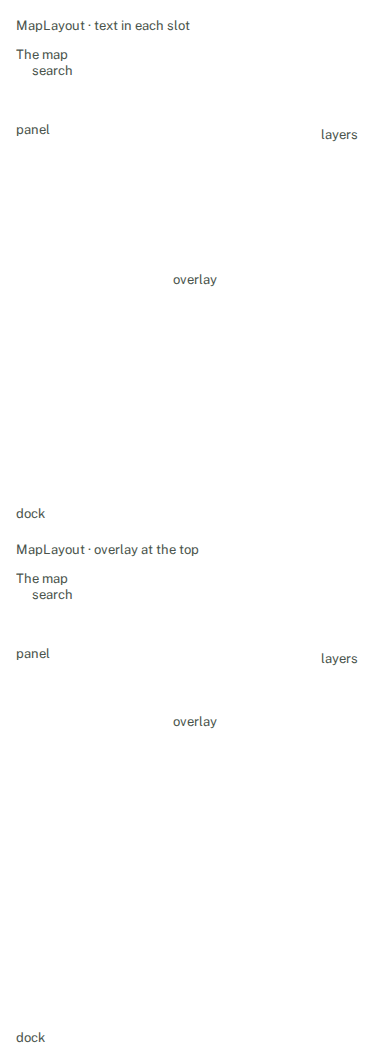 MapLayout · text in each slot
The map
search
panel
layers
overlay
dock
MapLayout · overlay at the top
The map
search
panel
layers
overlay
dock